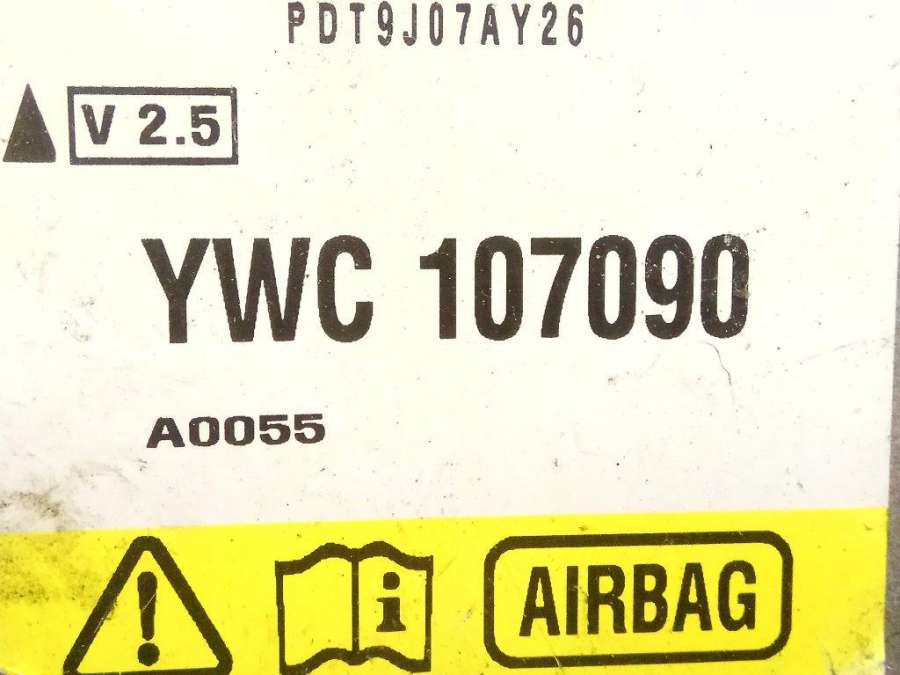 PDT9J07AY26
V 2.5
YWC 107090
A0055
! i AIRBAG